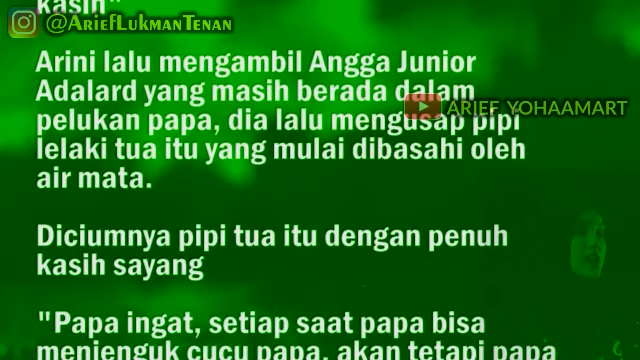 kasih"
@AriefLukmanTenan
Arini lalu mengambil Angga Junior
Adalard yang masih berada dalam
ARIEF_YOHAAMART
pelukan papa, dia lalu mengusap pipi
lelaki tua itu yang mulai dibasahi oleh
air mata.
Diciumnya pipi tua itu dengan penuh
kasih sayang
"Papa ingat, setiap saat papa bisa
menjenguk cucu papa, akan tetapi papa